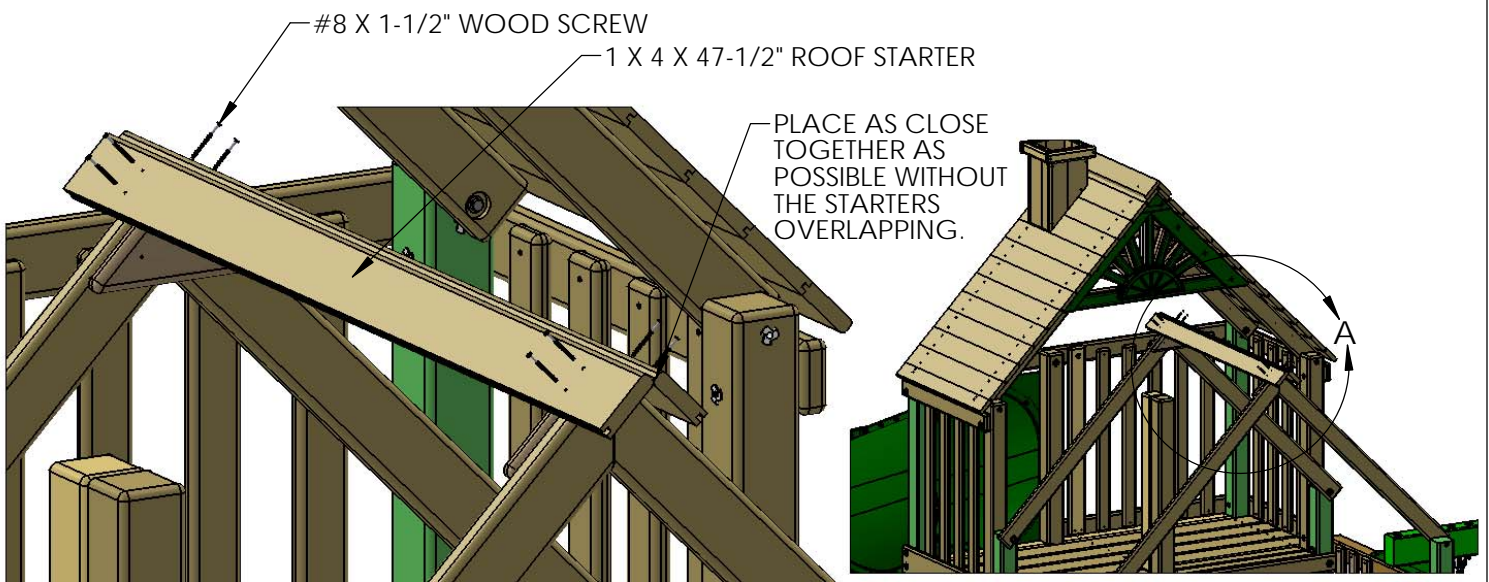 #8 X 1-1/2" WOOD SCREW
1 X 4 X 47-1/2" ROOF STARTER
PLACE AS CLOSE
TOGETHER AS
POSSIBLE WITHOUT
THE STARTERS
OVERLAPPING.
A